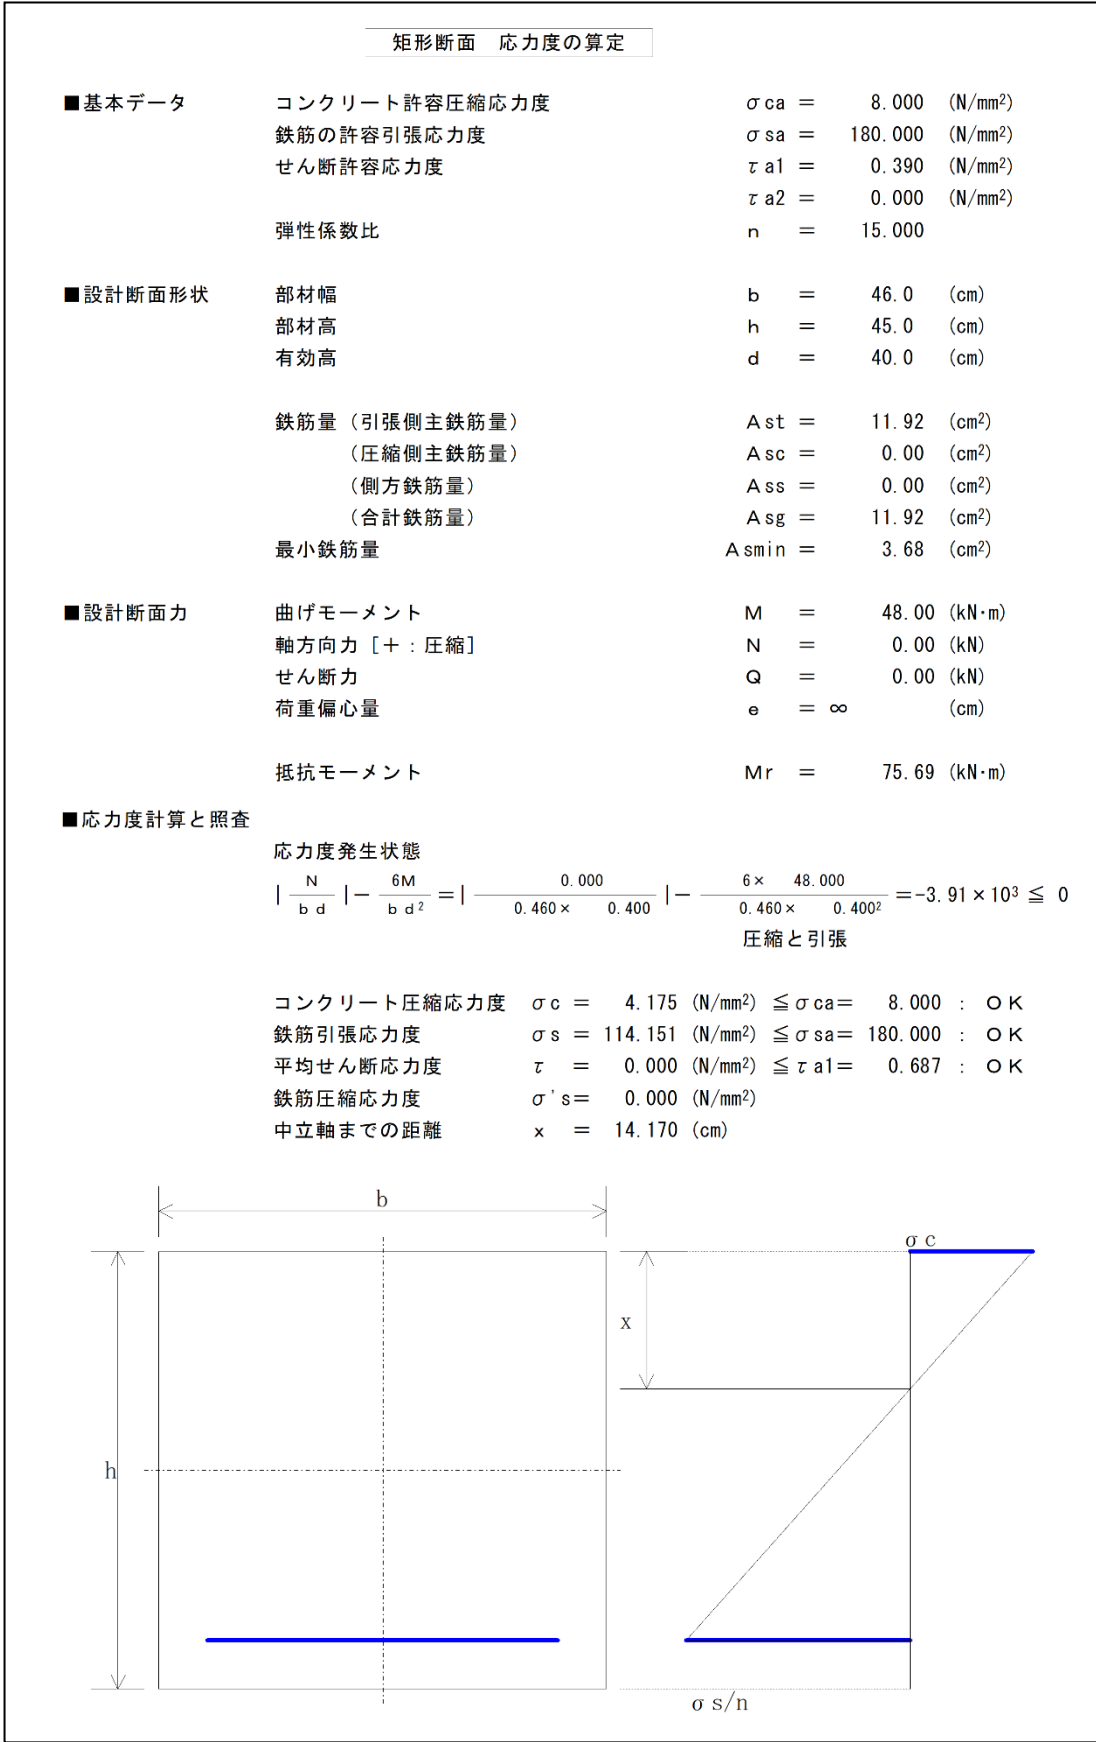 矩形断面　応力度の算定
■基本データ コンクリート許容圧縮応力度 σca ＝ 8.000 (N/mm²)
鉄筋の許容引張応力度 σsa ＝ 180.000 (N/mm²)
せん断許容応力度 τa1 ＝ 0.390 (N/mm²)
τa2 ＝ 0.000 (N/mm²)
弾性係数比 n ＝ 15.000
■設計断面形状 部材幅 b ＝ 46.0 (cm)
部材高 h ＝ 45.0 (cm)
有効高 d ＝ 40.0 (cm)
鉄筋量（引張側主鉄筋量） Ast ＝ 11.92 (cm²)
（圧縮側主鉄筋量） Asc ＝ 0.00 (cm²)
（側方鉄筋量） Ass ＝ 0.00 (cm²)
（合計鉄筋量） Asg ＝ 11.92 (cm²)
最小鉄筋量 Asmin ＝ 3.68 (cm²)
■設計断面力 曲げモーメント M ＝ 48.00 (kN·m)
軸方向力［＋：圧縮］ N ＝ 0.00 (kN)
せん断力 Q ＝ 0.00 (kN)
荷重偏心量 e ＝ ∞ (cm)
抵抗モーメント Mr ＝ 75.69 (kN·m)
■応力度計算と照査
応力度発生状態
N 6M 0.000 6× 48.000
| ― |－ ― ＝| ― |－ ― ＝-3.91×10³ ≦ 0
bd bd² 0.460× 0.400 0.460× 0.400²
圧縮と引張
コンクリート圧縮応力度 σc ＝ 4.175 (N/mm²) ≦σca＝ 8.000 ： ＯＫ
鉄筋引張応力度 σs ＝ 114.151 (N/mm²) ≦σsa＝ 180.000 ： ＯＫ
平均せん断応力度 τ ＝ 0.000 (N/mm²) ≦τa1＝ 0.687 ： ＯＫ
鉄筋圧縮応力度 σ's＝ 0.000 (N/mm²)
中立軸までの距離 x ＝ 14.170 (cm)
b
σc
x
h
σs/n